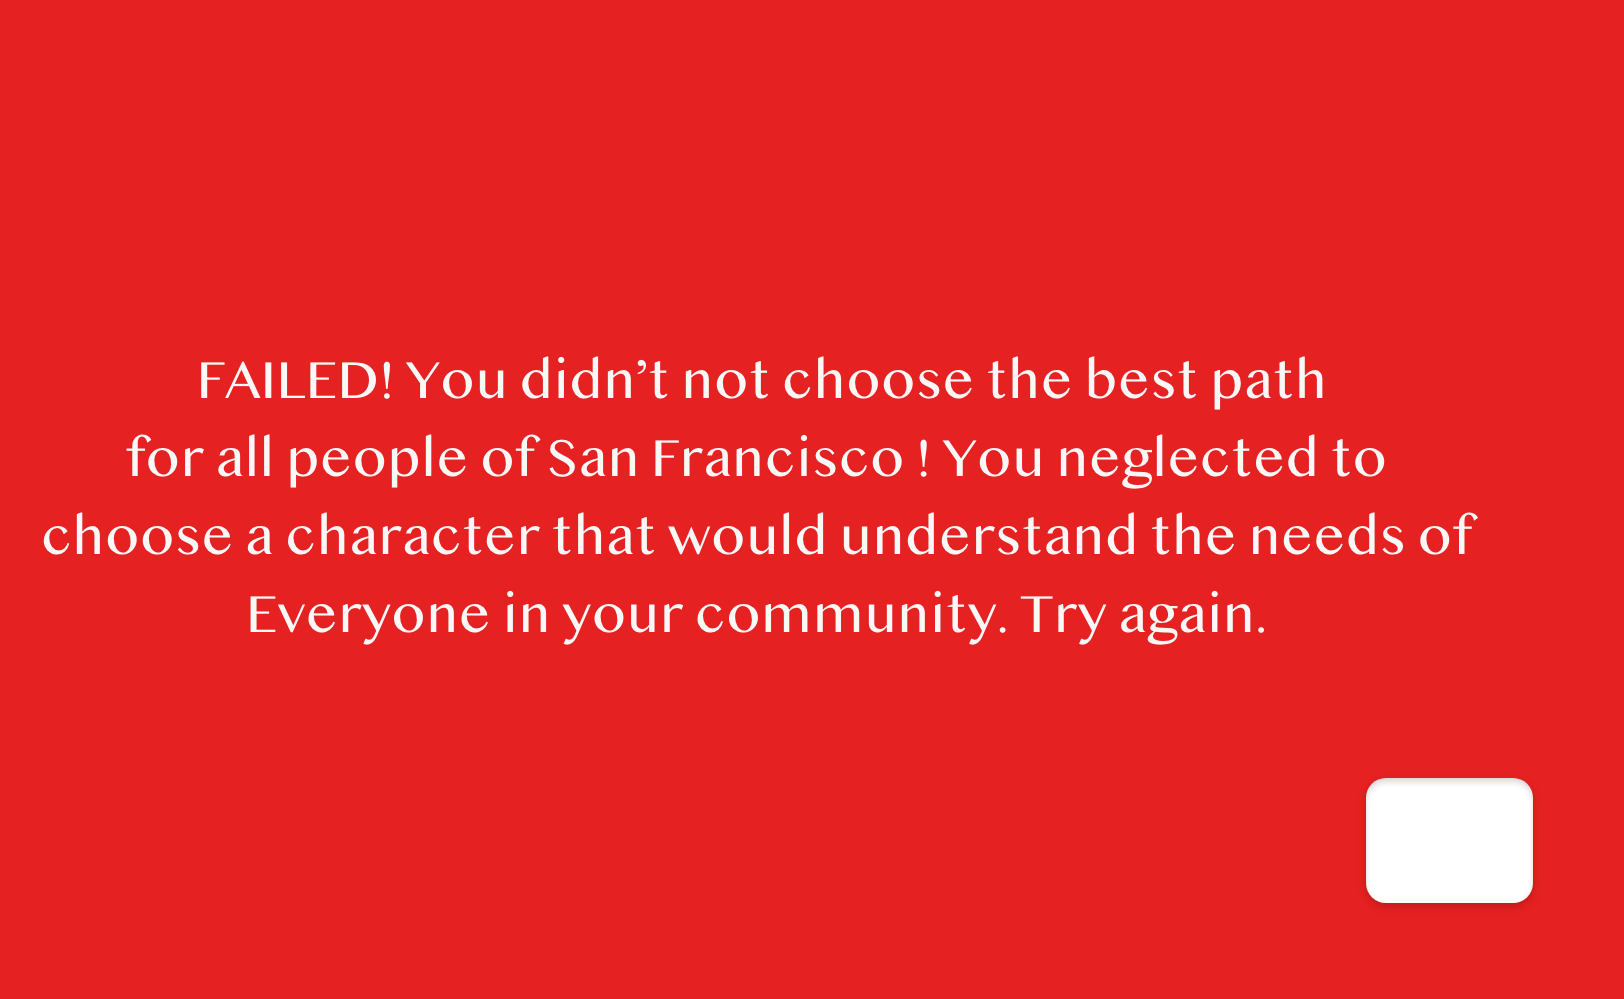 FAILED! You didn’t not choose the best path
for all people of San Francisco ! You neglected to
choose a character that would understand the needs of
Everyone in your community. Try again.